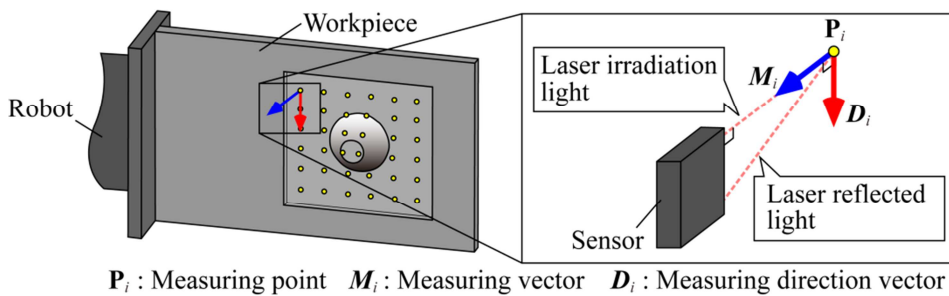 Workpiece
Robot
P_i
Laser irradiation
light
M_i
D_i
Sensor
Laser reflected
light
P_i : Measuring point M_i : Measuring vector D_i : Measuring direction vector